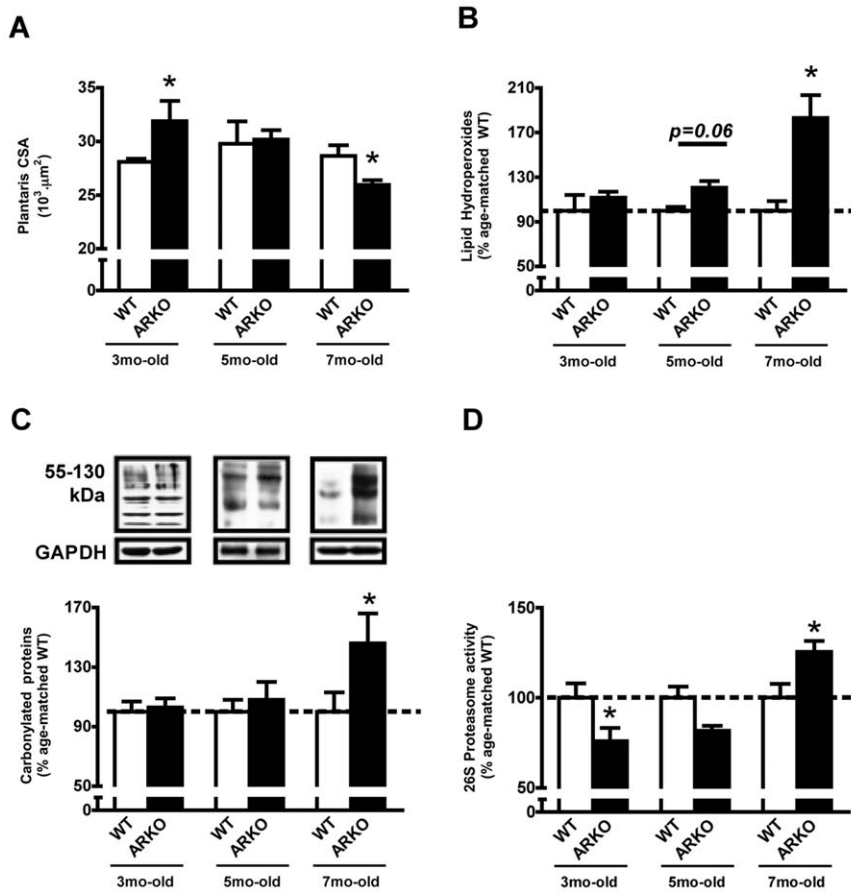 A
Plantaris CSA
(10³.µm²)
35
30
25
20
0
*
*
WT
ARKO
WT
ARKO
WT
ARKO
3mo-old
5mo-old
7mo-old
B
Lipid Hydroperoxides
(% age-matched WT)
210
170
130
90
50
0
p=0.06
*
WT
ARKO
WT
ARKO
WT
ARKO
3mo-old
5mo-old
7mo-old
C
55-130
kDa
GAPDH
Carbonylated proteins
(% age-matched WT)
170
130
90
50
0
*
WT
ARKO
WT
ARKO
WT
ARKO
3mo-old
5mo-old
7mo-old
D
26S Proteasome activity
(% age-matched WT)
150
100
50
0
*
*
WT
ARKO
WT
ARKO
WT
ARKO
3mo-old
5mo-old
7mo-old